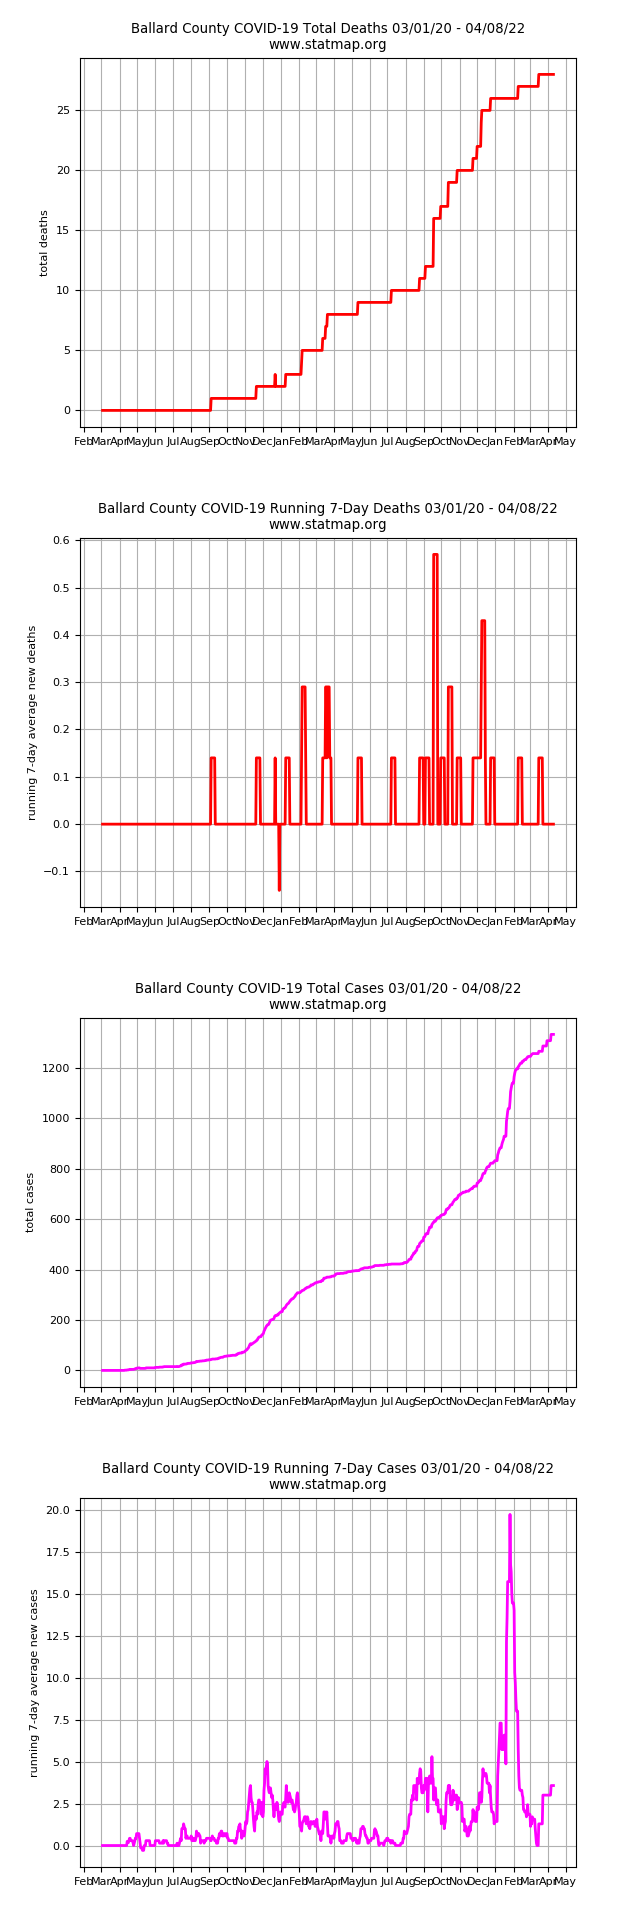 Ballard County COVID-19 Total Deaths 03/01/20 - 04/08/22
www.statmap.org
total deaths
25
20
15
10
5
0
Feb Mar Apr May Jun Jul Aug Sep Oct Nov Dec Jan Feb Mar Apr May Jun Jul Aug Sep Oct Nov Dec Jan Feb Mar Apr May
Ballard County COVID-19 Running 7-Day Deaths 03/01/20 - 04/08/22
www.statmap.org
running 7-day average new deaths
0.6
0.5
0.4
0.3
0.2
0.1
0.0
−0.1
Feb Mar Apr May Jun Jul Aug Sep Oct Nov Dec Jan Feb Mar Apr May Jun Jul Aug Sep Oct Nov Dec Jan Feb Mar Apr May
Ballard County COVID-19 Total Cases 03/01/20 - 04/08/22
www.statmap.org
total cases
1200
1000
800
600
400
200
0
Feb Mar Apr May Jun Jul Aug Sep Oct Nov Dec Jan Feb Mar Apr May Jun Jul Aug Sep Oct Nov Dec Jan Feb Mar Apr May
Ballard County COVID-19 Running 7-Day Cases 03/01/20 - 04/08/22
www.statmap.org
running 7-day average new cases
20.0
17.5
15.0
12.5
10.0
7.5
5.0
2.5
0.0
Feb Mar Apr May Jun Jul Aug Sep Oct Nov Dec Jan Feb Mar Apr May Jun Jul Aug Sep Oct Nov Dec Jan Feb Mar Apr May